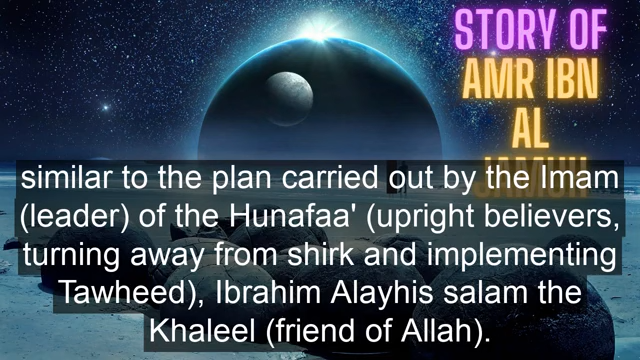 STORY OF
AMR IBN
AL
JAMUH
similar to the plan carried out by the Imam
(leader) of the Hunafaa' (upright believers,
turning away from shirk and implementing
Tawheed), Ibrahim Alayhis salam the
Khaleel (friend of Allah).